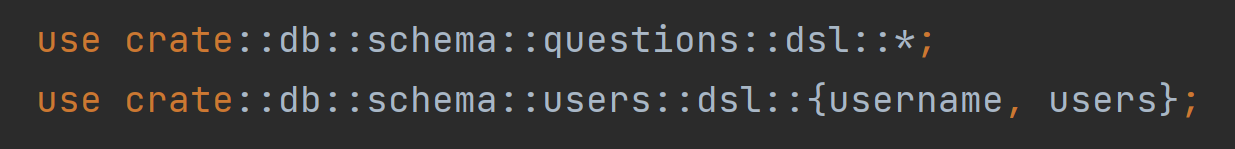 use crate::db::schema::questions::dsl::*;
use crate::db::schema::users::dsl::{username, users};